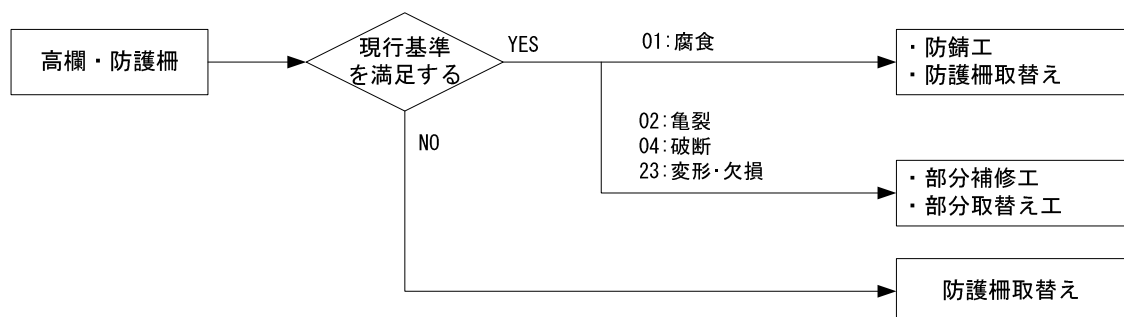 高欄・防護柵
現行基準
を満足する
YES
01:腐食
・防錆工
・防護柵取替え
NO
02:亀裂
04:破断
23:変形・欠損
・部分補修工
・部分取替え工
防護柵取替え